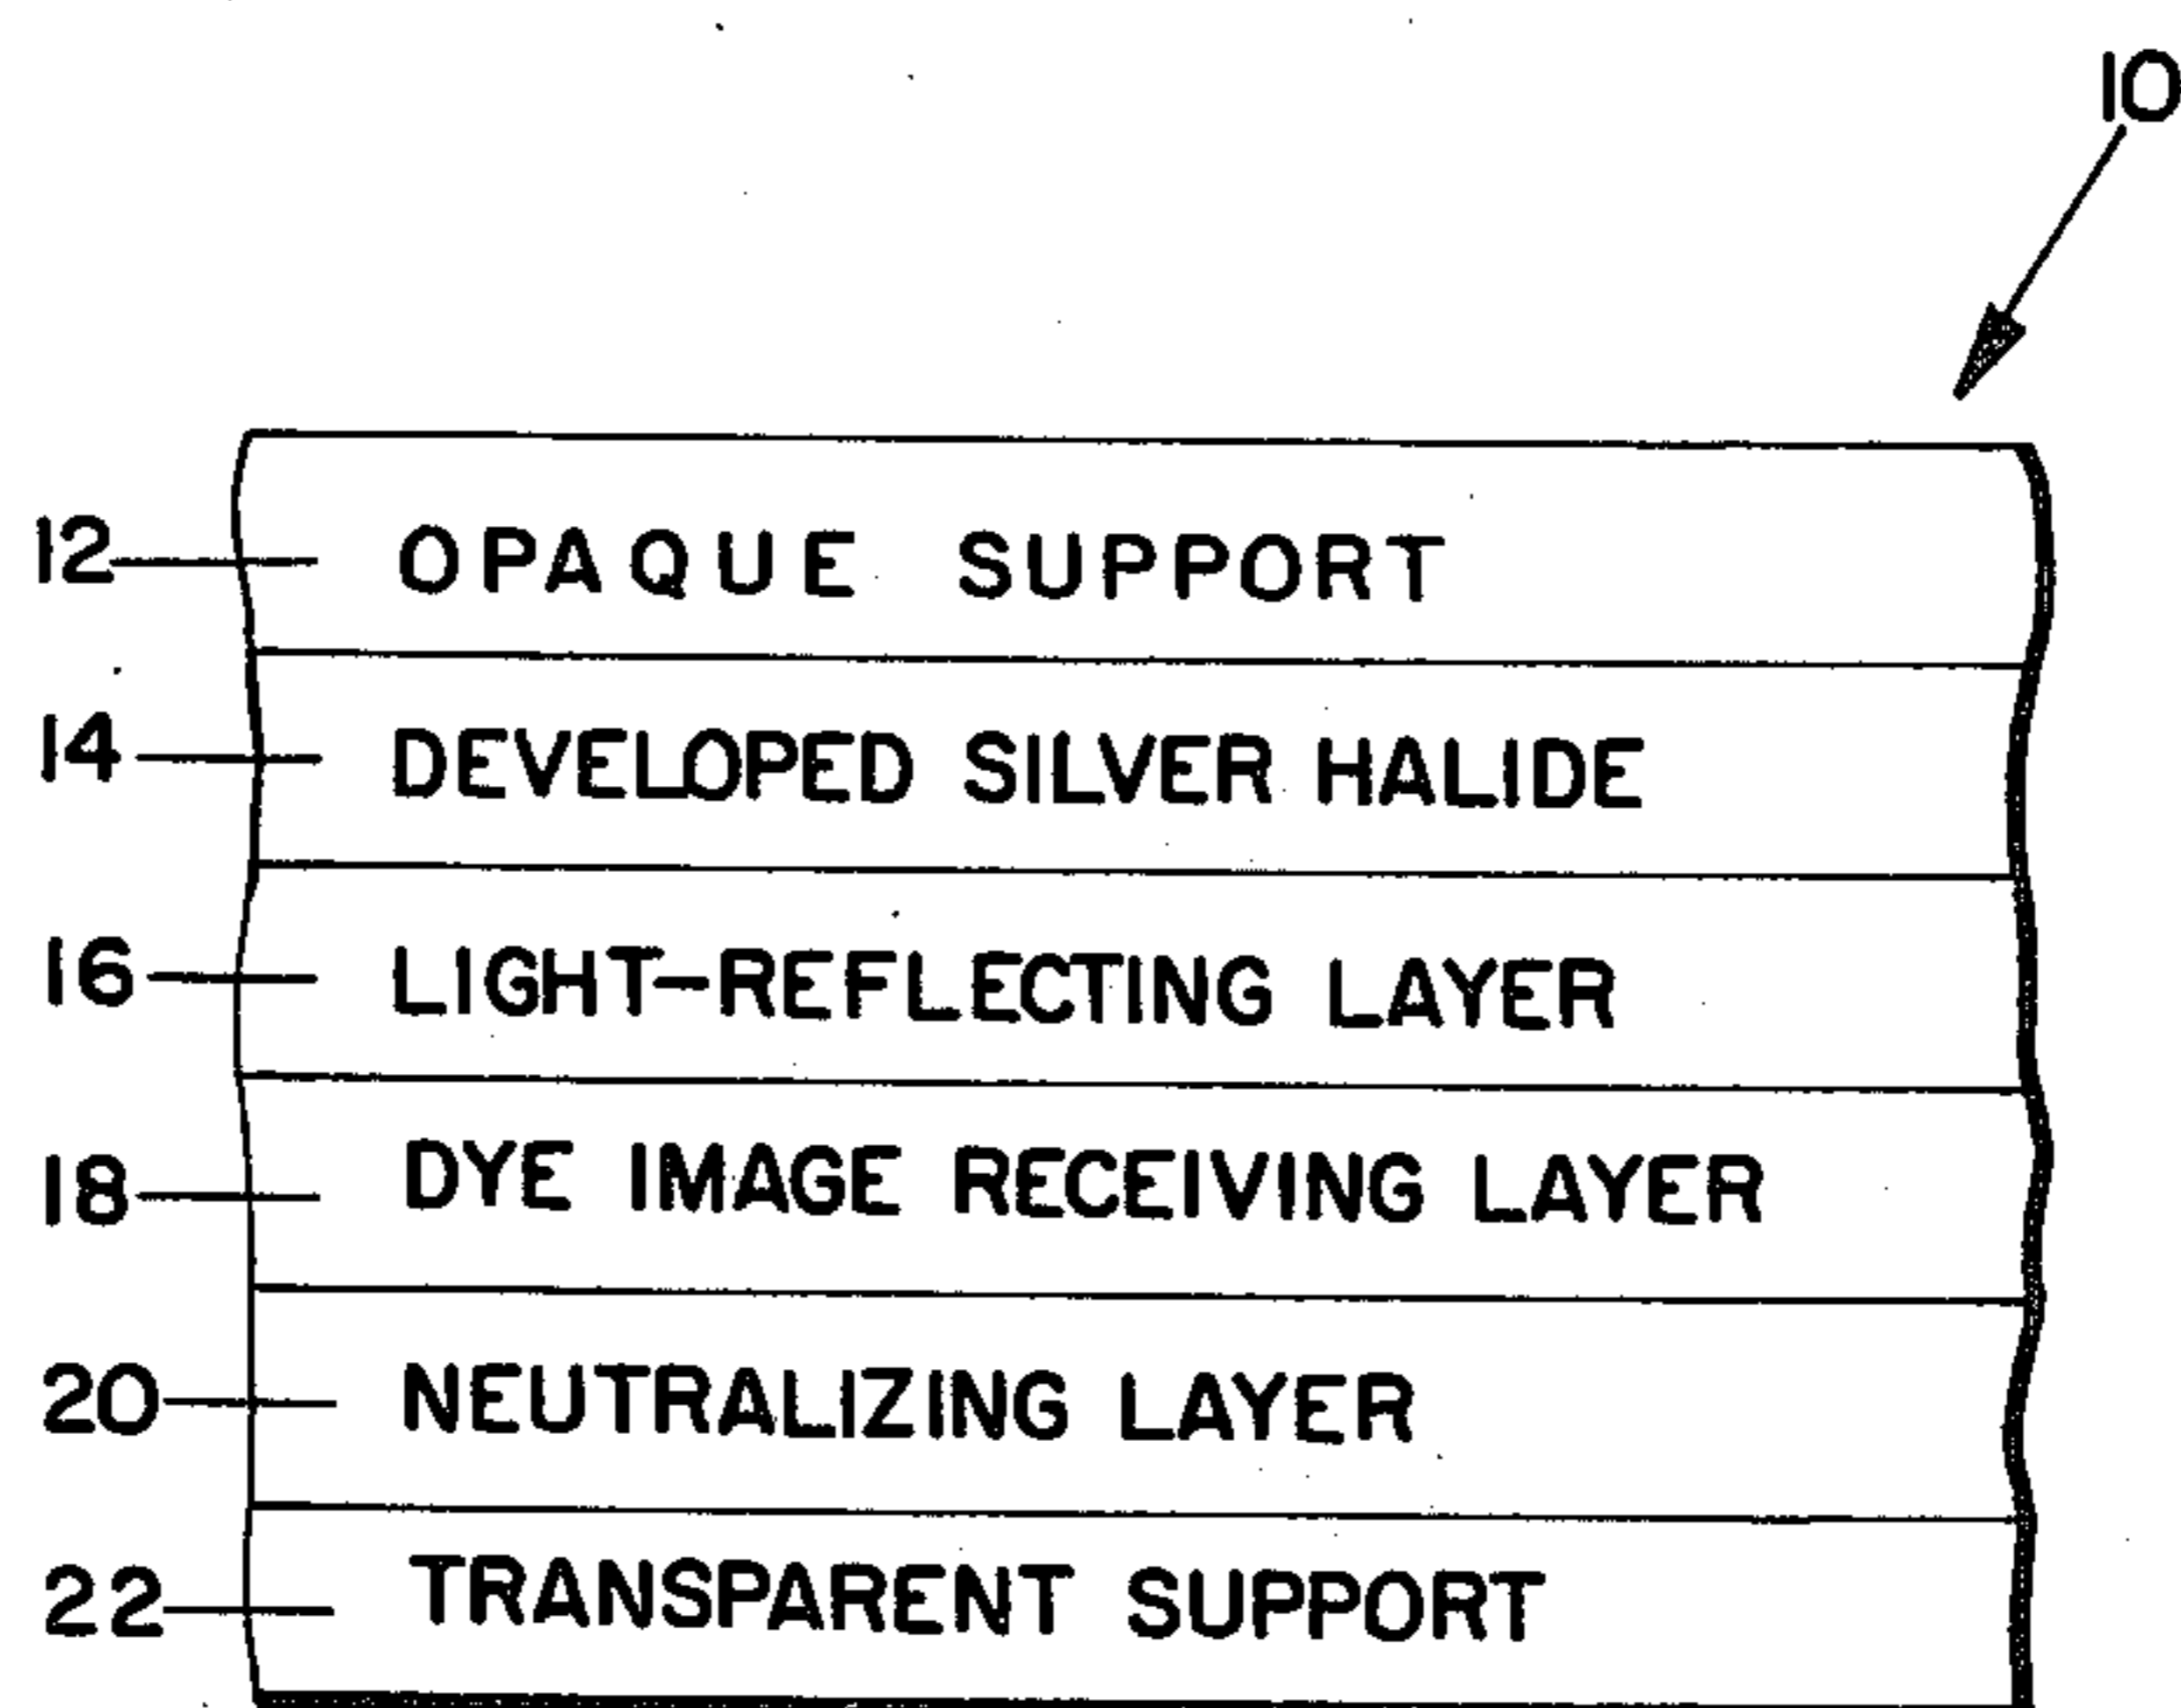 10
12 OPAQUE SUPPORT
14 DEVELOPED SILVER HALIDE
16 LIGHT-REFLECTING LAYER
18 DYE IMAGE RECEIVING LAYER
20 NEUTRALIZING LAYER
22 TRANSPARENT SUPPORT